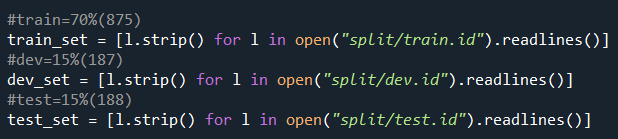 #train=70%(875)
train_set = [l.strip() for l in open("split/train.id").readlines()]
#dev=15%(187)
dev_set = [l.strip() for l in open("split/dev.id").readlines()]
#test=15%(188)
test_set = [l.strip() for l in open("split/test.id").readlines()]